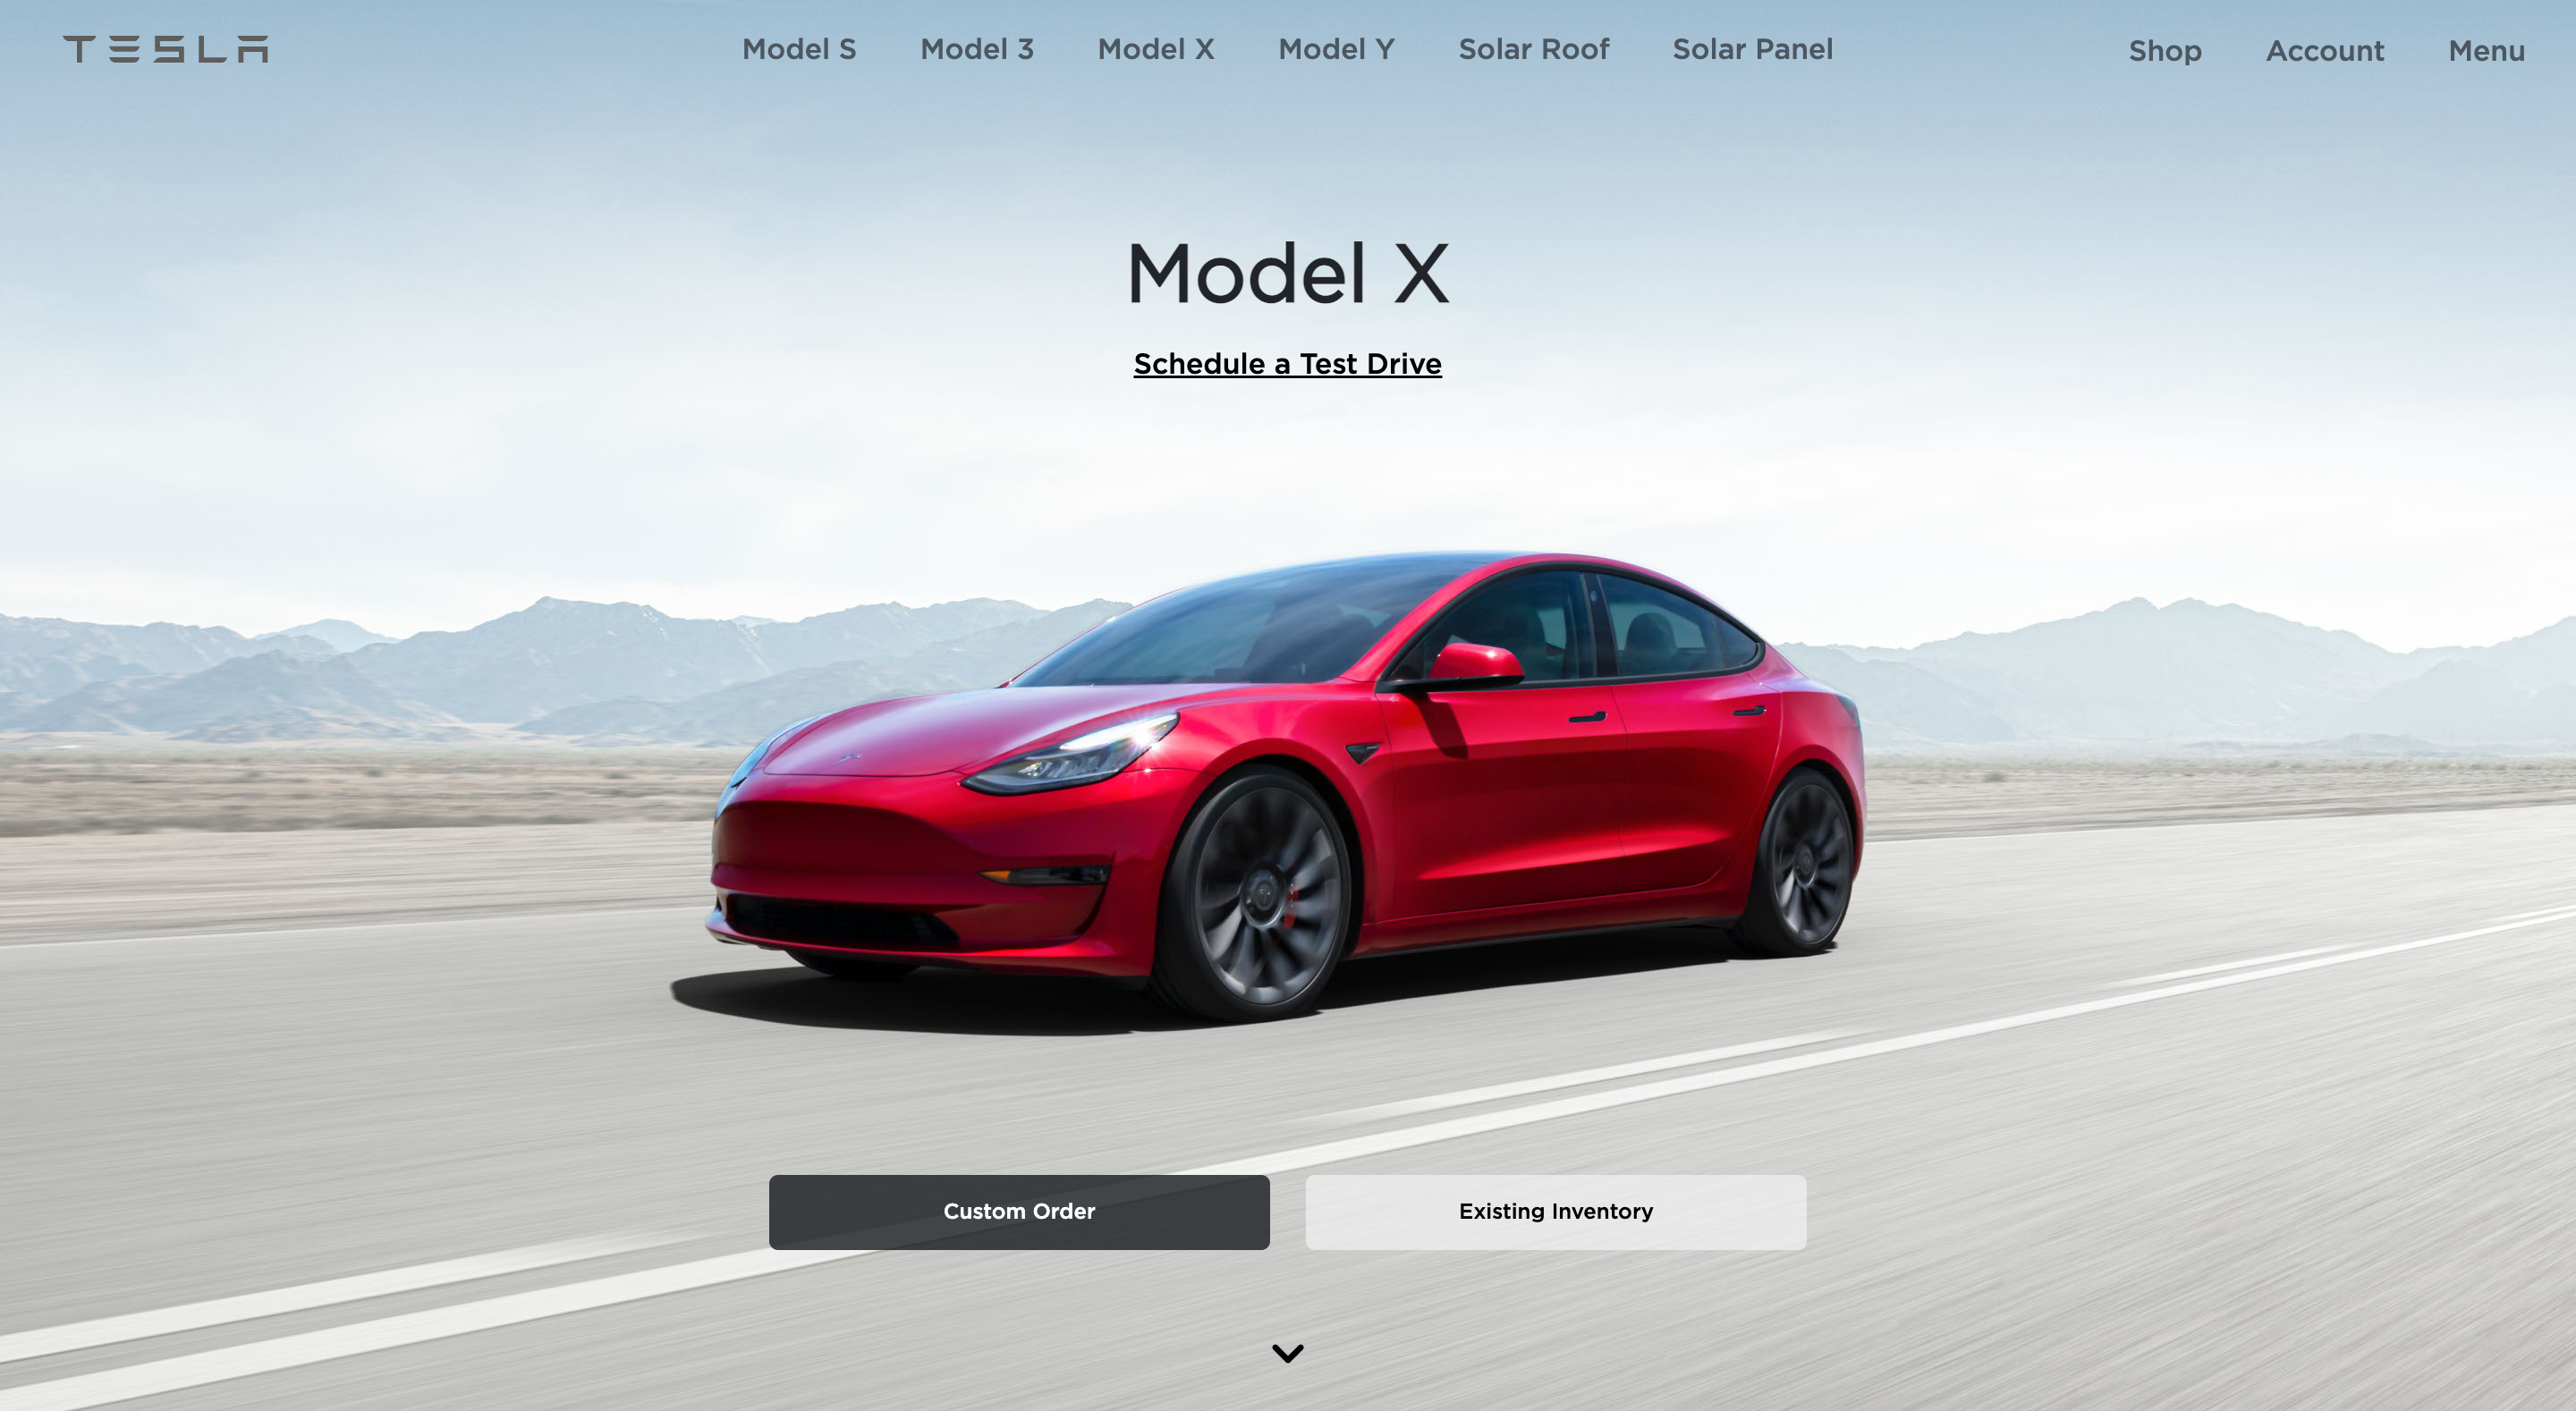 TESLA
Model S
Model 3
Model X
Model Y
Solar Roof
Solar Panel
Shop
Account
Menu
Model X
Schedule a Test Drive
Custom Order
Existing Inventory